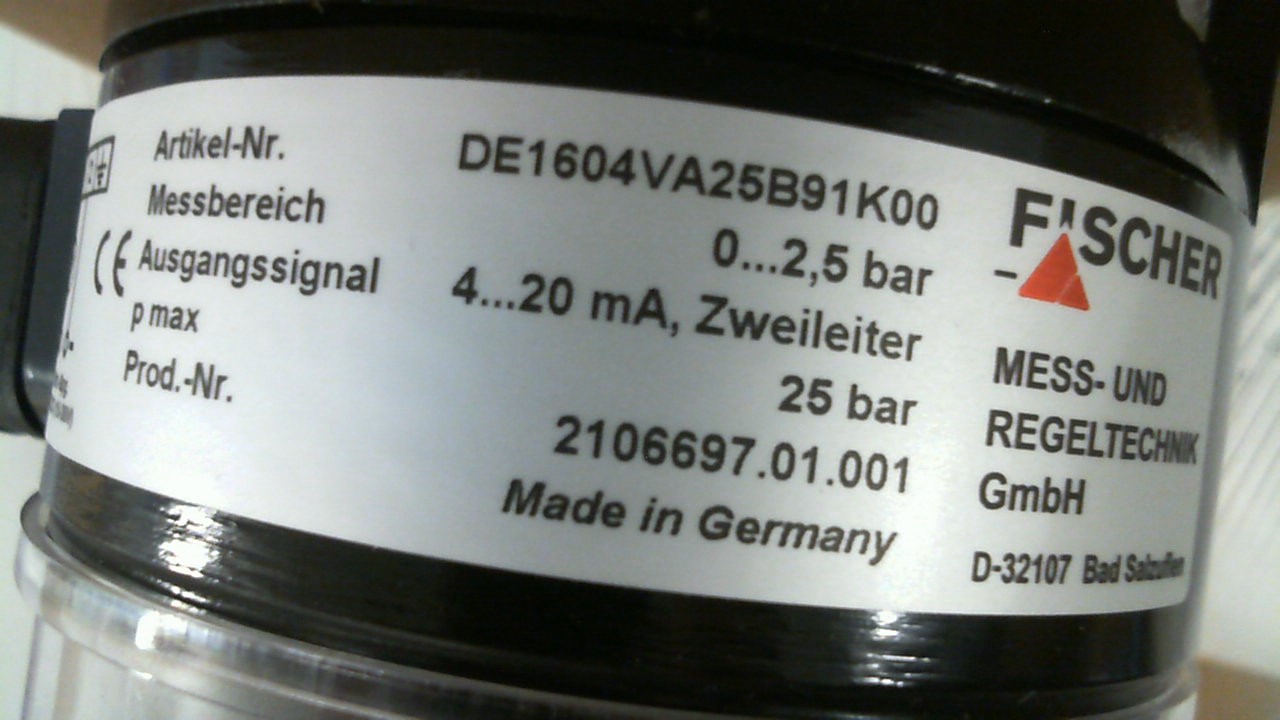 Artikel-Nr. DE1604VA25B91K00
Messbereich 0...2,5 bar
CE Ausgangssignal 4...20 mA, Zweileiter
p max 25 bar
Prod.-Nr. 2106697.01.001
Made in Germany
FISCHER
MESS- UND
REGELTECHNIK
GmbH
D-32107 Bad Salzuflen